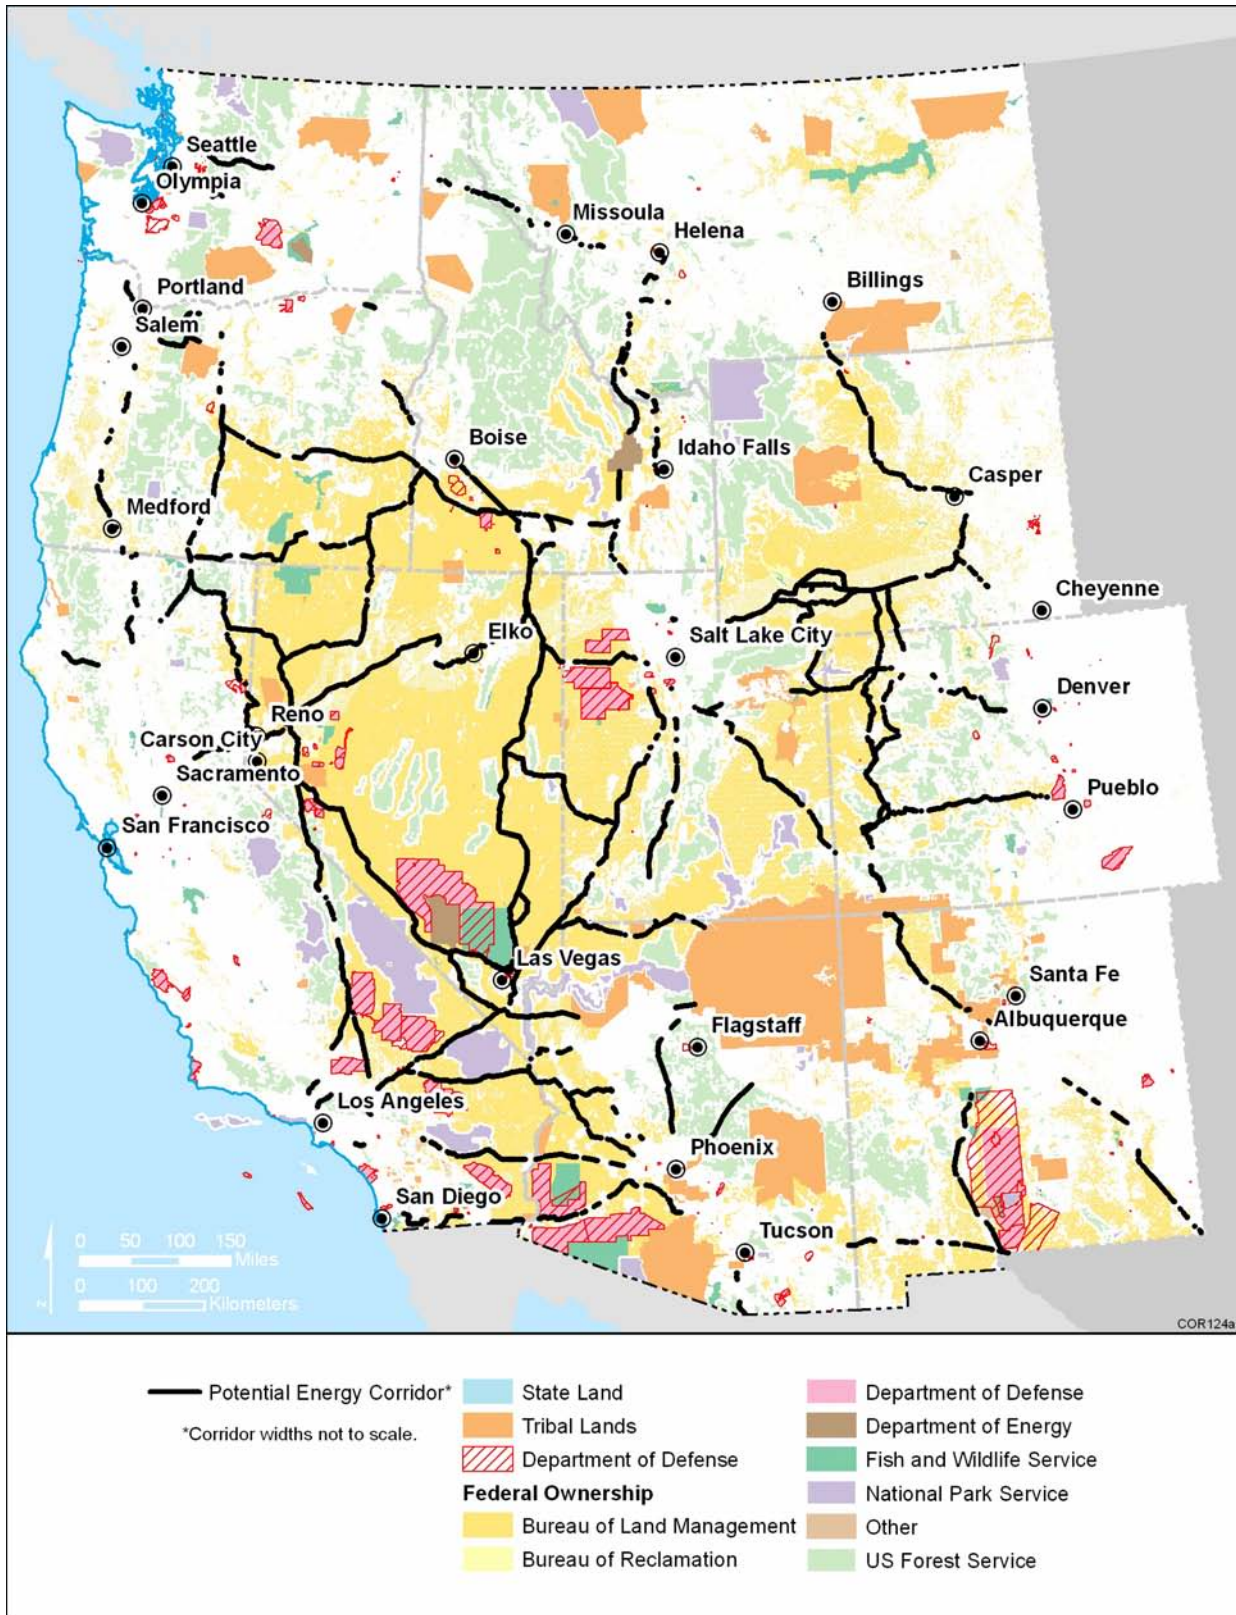 Seattle
Olympia
Missoula
Helena
Portland
Billings
Salem
Boise
Idaho Falls
Casper
Medford
Cheyenne
Elko
Salt Lake City
Denver
Reno
Carson City
Sacramento
Pueblo
San Francisco
Las Vegas
Santa Fe
Albuquerque
Flagstaff
Los Angeles
Phoenix
San Diego
Tucson
0 50 100 150
Miles
0 100 200
Kilometers
N
COR124a
Potential Energy Corridor*
*Corridor widths not to scale.
State Land
Tribal Lands
Department of Defense
Federal Ownership
Bureau of Land Management
Bureau of Reclamation
Department of Defense
Department of Energy
Fish and Wildlife Service
National Park Service
Other
US Forest Service